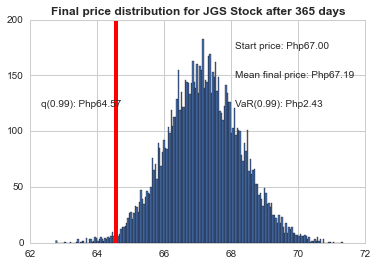 Final price distribution for JGS Stock after 365 days
200
150
100
50
0
62
64
66
68
70
72
Start price: Php67.00
Mean final price: Php67.19
q(0.99): Php64.57
VaR(0.99): Php2.43